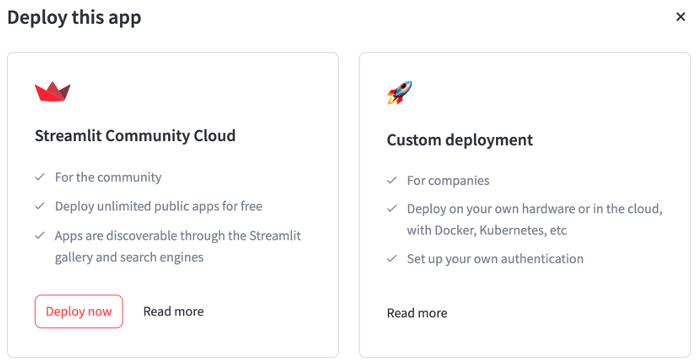 Deploy this app
Streamlit Community Cloud
For the community
Deploy unlimited public apps for free
Apps are discoverable through the Streamlit
gallery and search engines
Deploy now
Read more
Custom deployment
For companies
Deploy on your own hardware or in the cloud,
with Docker, Kubernetes, etc
Set up your own authentication
Read more